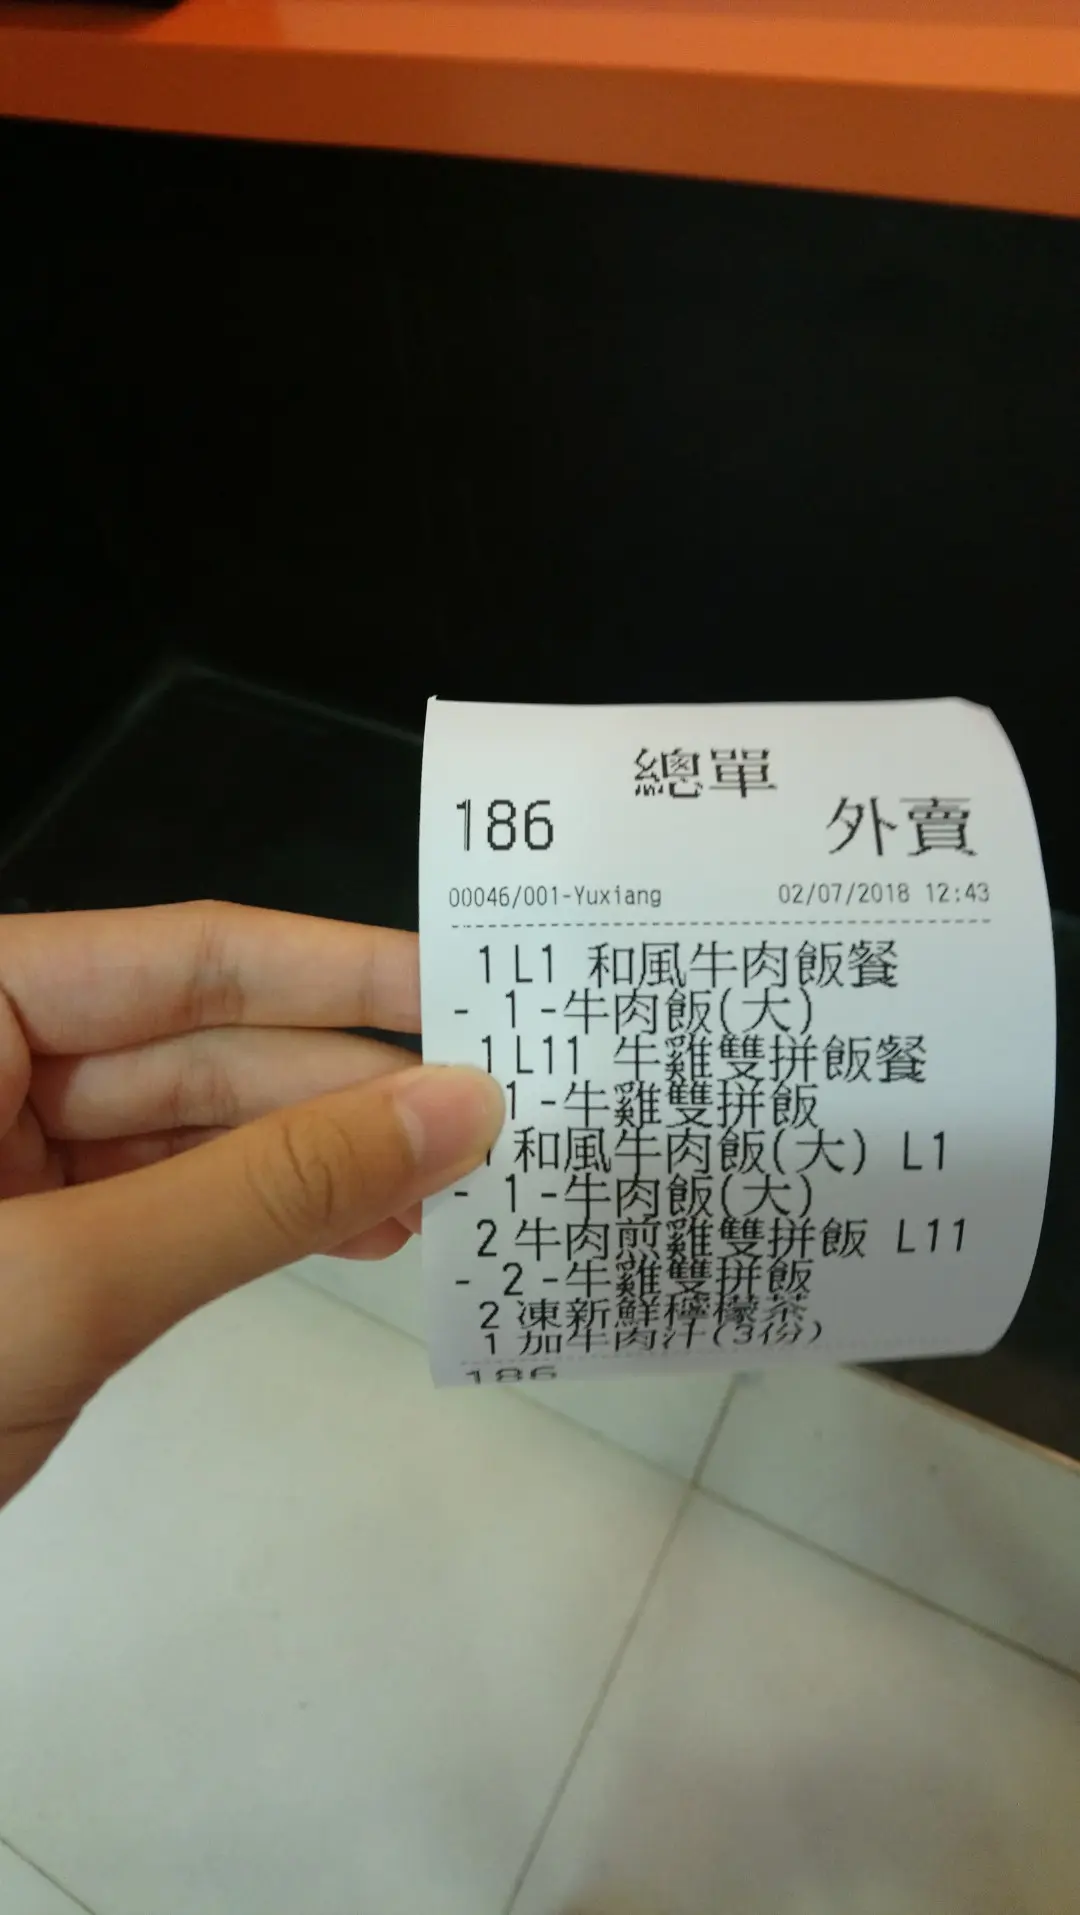 總單
186 外賣
00046/001-Yuxiang 02/07/2018 12:43
1 L1 和風牛肉飯餐
- 1 -牛肉飯(大)
1 L11 牛雞雙拼飯餐
1 -牛雞雙拼飯
和風牛肉飯(大) L1
- 1 -牛肉飯(大)
2 牛肉煎雞雙拼飯 L11
- 2 -牛雞雙拼飯
2 凍新鮮檸檬茶
1 加牛肉汁(3份)
186